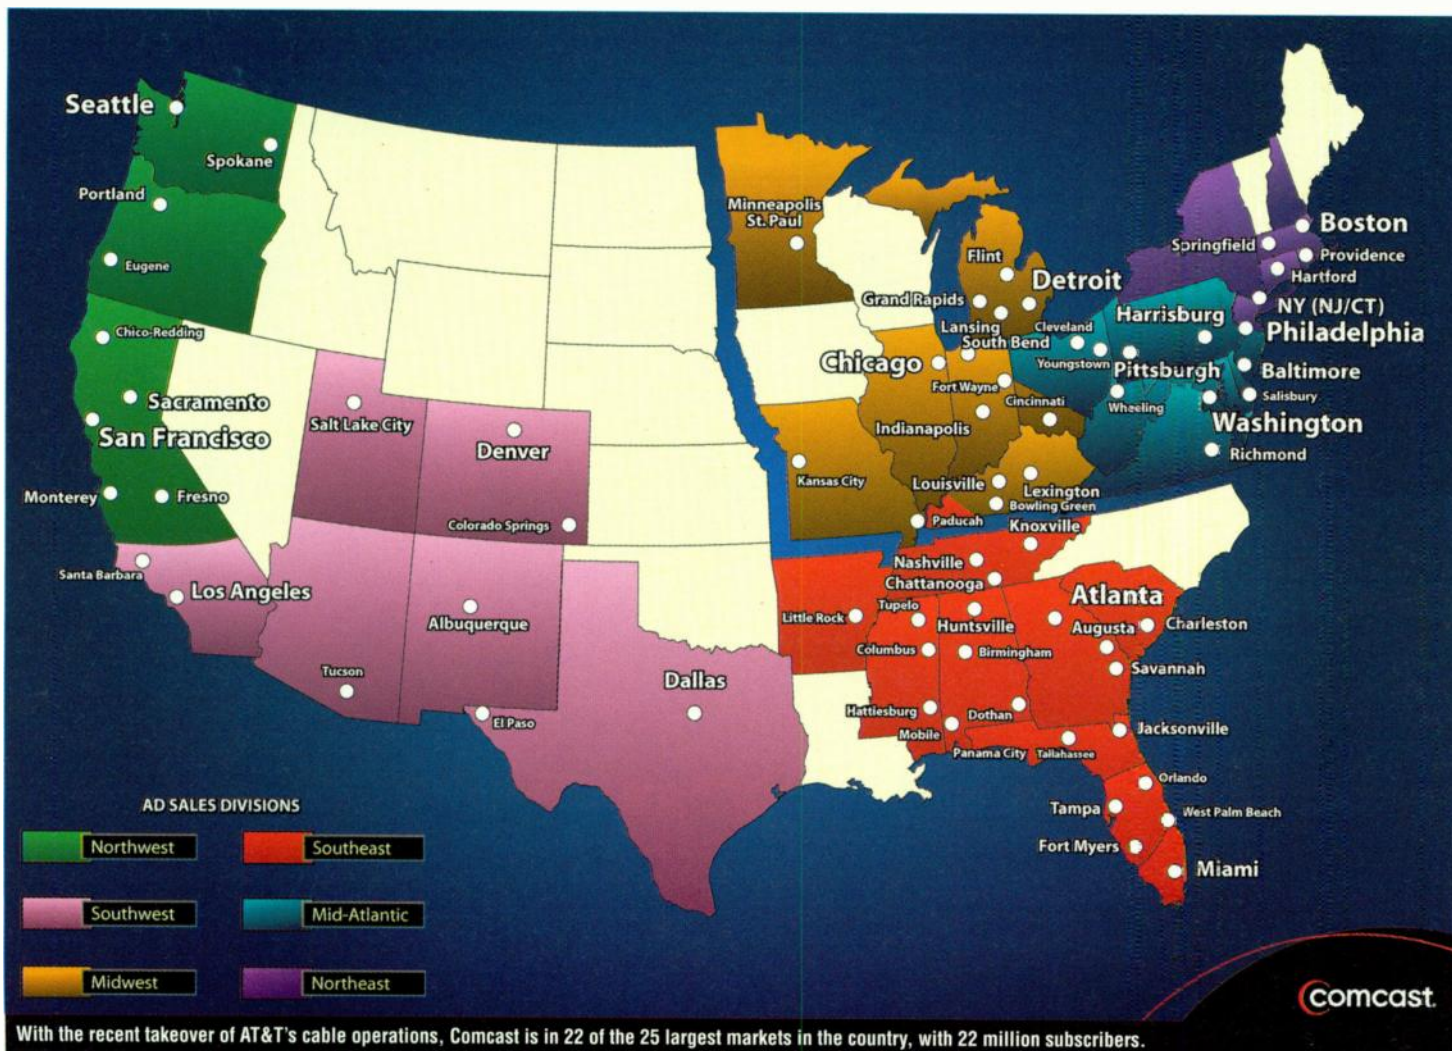 Seattle
Spokane
Portland
Eugene
Chico-Redding
Sacramento
San Francisco
Monterey
Fresno
Santa Barbara
Los Angeles
Salt Lake City
Denver
Colorado Springs
Albuquerque
Tucson
El Paso
Dallas
Minneapolis
St. Paul
Flint
Detroit
Grand Rapids
Lansing
South Bend
Chicago
Fort Wayne
Indianapolis
Cincinnati
Kansas City
Louisville
Lexington
Bowling Green
Cleveland
Youngstown
Harrisburg
Pittsburgh
Wheeling
Springfield
Boston
Providence
Hartford
NY (NJ/CT)
Philadelphia
Baltimore
Salisbury
Washington
Richmond
Paducah
Knoxville
Nashville
Chattanooga
Little Rock
Tupelo
Huntsville
Columbus
Birmingham
Atlanta
Augusta
Charleston
Savannah
Hattiesburg
Mobile
Dothan
Panama City
Tallahassee
Jacksonville
Orlando
Tampa
West Palm Beach
Fort Myers
Miami
AD SALES DIVISIONS
Northwest
Southeast
Southwest
Mid-Atlantic
Midwest
Northeast
comcast.
With the recent takeover of AT&T's cable operations, Comcast is in 22 of the 25 largest markets in the country, with 22 million subscribers.